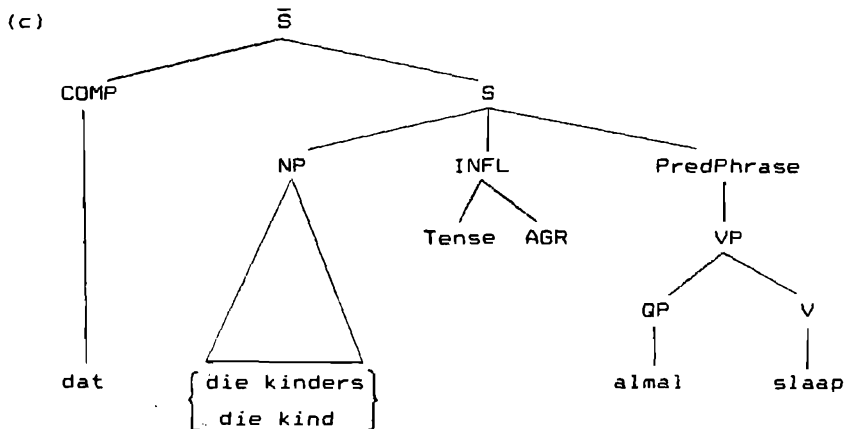 (c) S̄
COMP S
NP INFL PredPhrase
Tense AGR VP
QP V
dat die kinders almal slaap
die kind